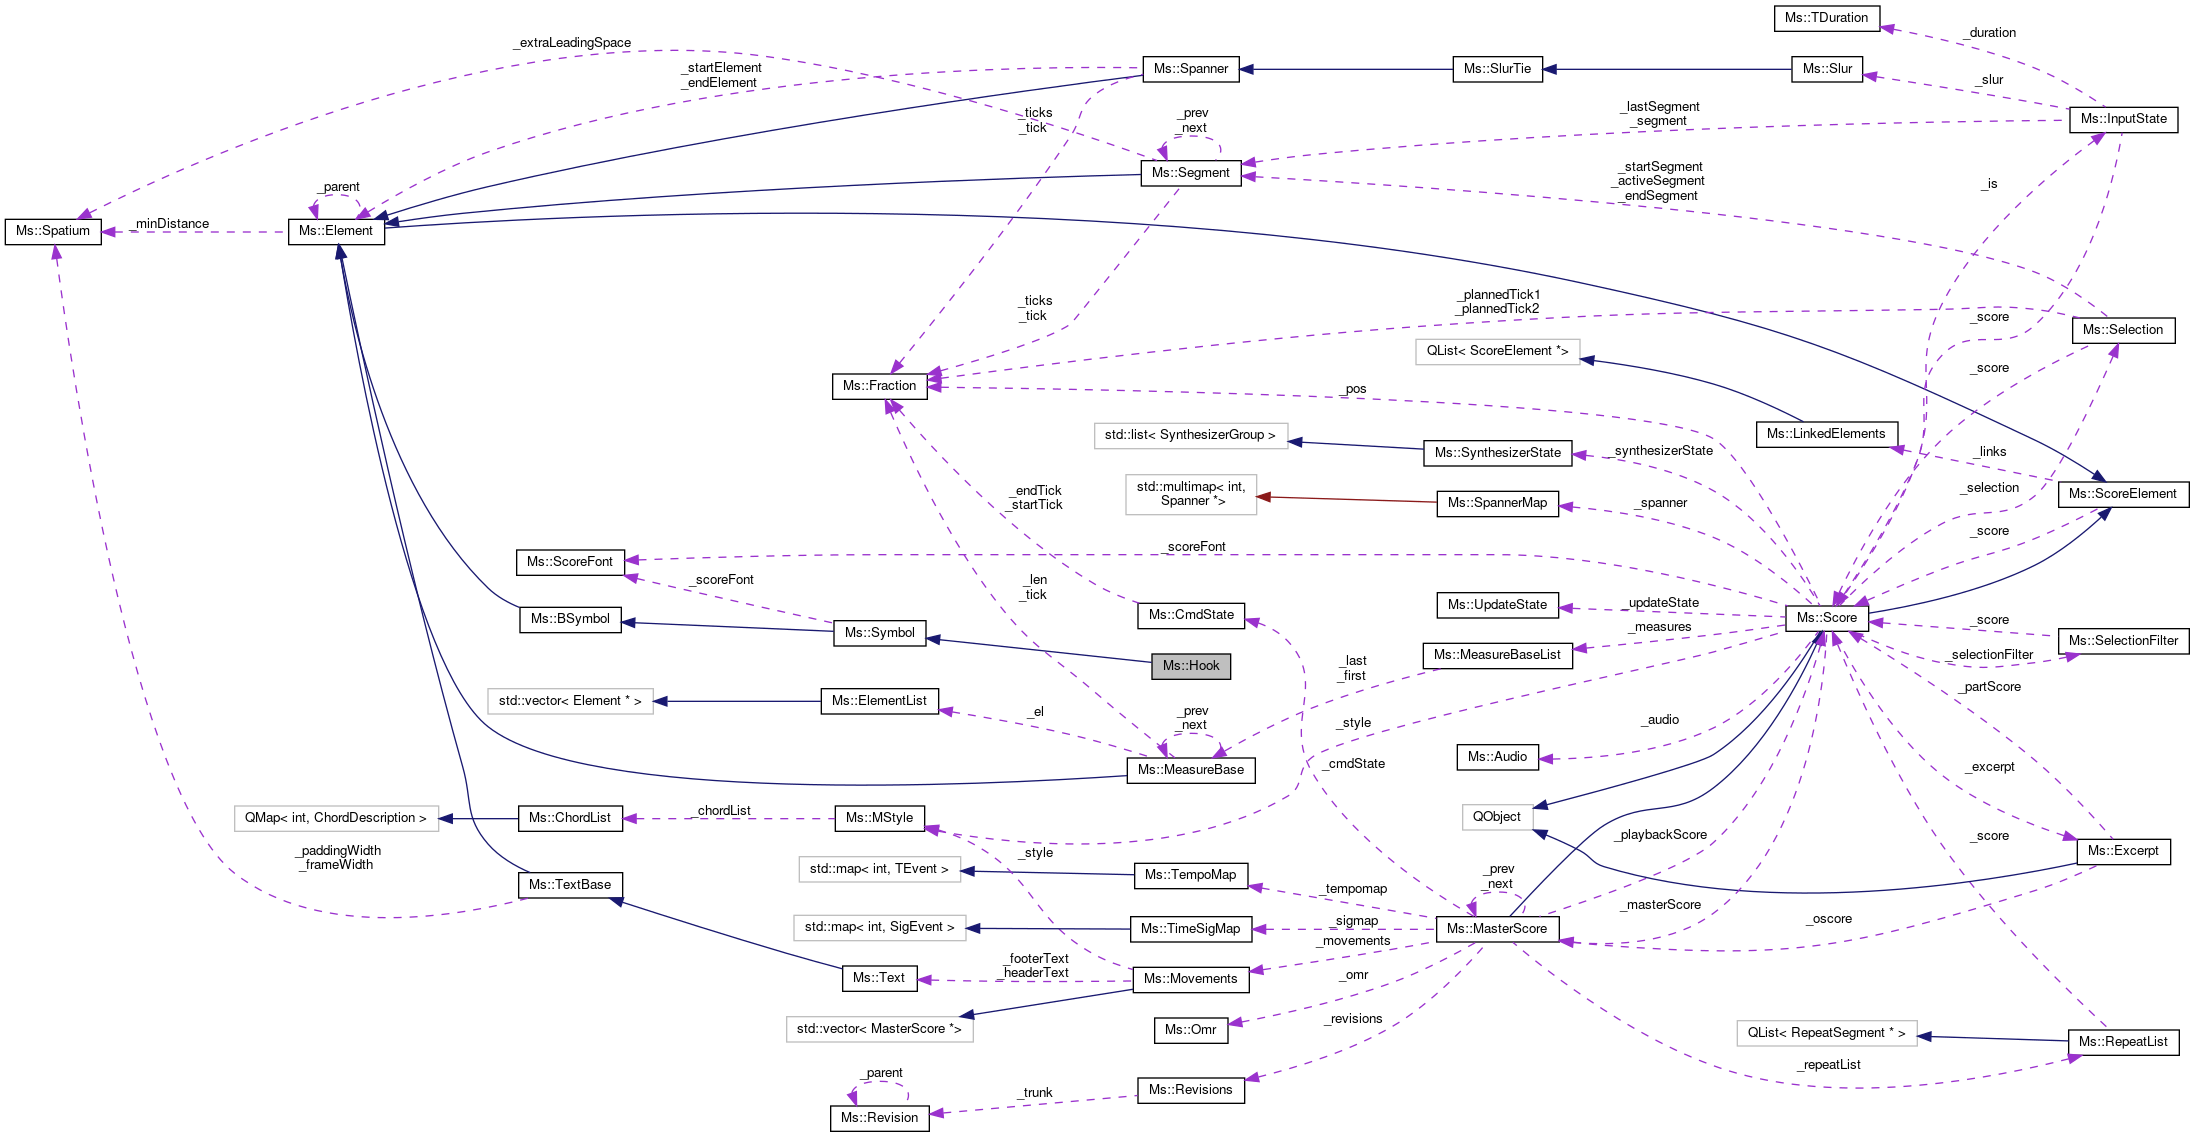 Ms::TDuration
_duration
_extraLeadingSpace
_startElement
_endElement
Ms::Spanner
Ms::SlurTie
Ms::Slur
_slur
Ms::InputState
_ticks
_tick
_prev
_next
_lastSegment
_segment
Ms::Segment
_startSegment
_activeSegment
_endSegment
_is
_parent
_minDistance
Ms::Spatium
Ms::Element
_ticks
_tick
_plannedTick1
_plannedTick2
_score
Ms::Selection
QList< ScoreElement *>
_score
Ms::Fraction
_pos
std::list< SynthesizerGroup >
Ms::LinkedElements
Ms::SynthesizerState
_synthesizerState
_links
std::multimap< int,
Spanner *>
Ms::SpannerMap
_spanner
_selection
Ms::ScoreElement
_endTick
_startTick
_score
_scoreFont
Ms::ScoreFont
_scoreFont
_len
_tick
Ms::UpdateState
_updateState
Ms::BSymbol
Ms::Symbol
Ms::CmdState
Ms::Score
_score
Ms::SelectionFilter
_measures
Ms::MeasureBaseList
_selectionFilter
Ms::Hook
_last
_first
_partScore
std::vector< Element * >
Ms::ElementList
_el
_prev
_next
_style
_audio
Ms::Audio
Ms::MeasureBase
_cmdState
_excerpt
QMap< int, ChordDescription >
Ms::ChordList
_chordList
Ms::MStyle
QObject
_playbackScore
_score
_paddingWidth
_frameWidth
_style
Ms::Excerpt
std::map< int, TEvent >
Ms::TempoMap
_tempomap
_prev
_next
Ms::TextBase
_masterScore
_oscore
std::map< int, SigEvent >
Ms::TimeSigMap
_sigmap
Ms::MasterScore
_movements
_footerText
_headerText
Ms::Text
Ms::Movements
_omr
std::vector< MasterScore *>
Ms::Omr
_revisions
QList< RepeatSegment * >
Ms::RepeatList
_repeatList
_parent
_trunk
Ms::Revisions
Ms::Revision